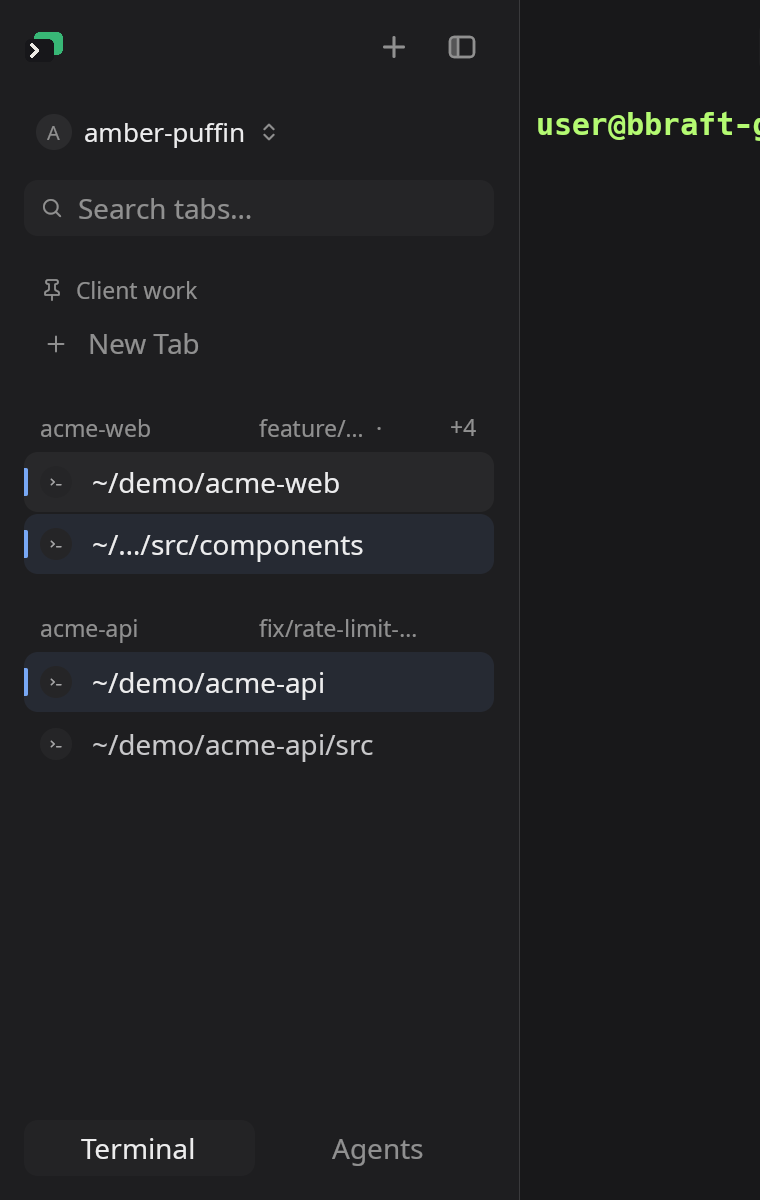 A amber-puffin
user@bbraft-g
Search tabs...
Client work
New Tab
acme-web feature/... · +4
~/demo/acme-web
~/.../src/components
acme-api fix/rate-limit-...
~/demo/acme-api
~/demo/acme-api/src
Terminal Agents